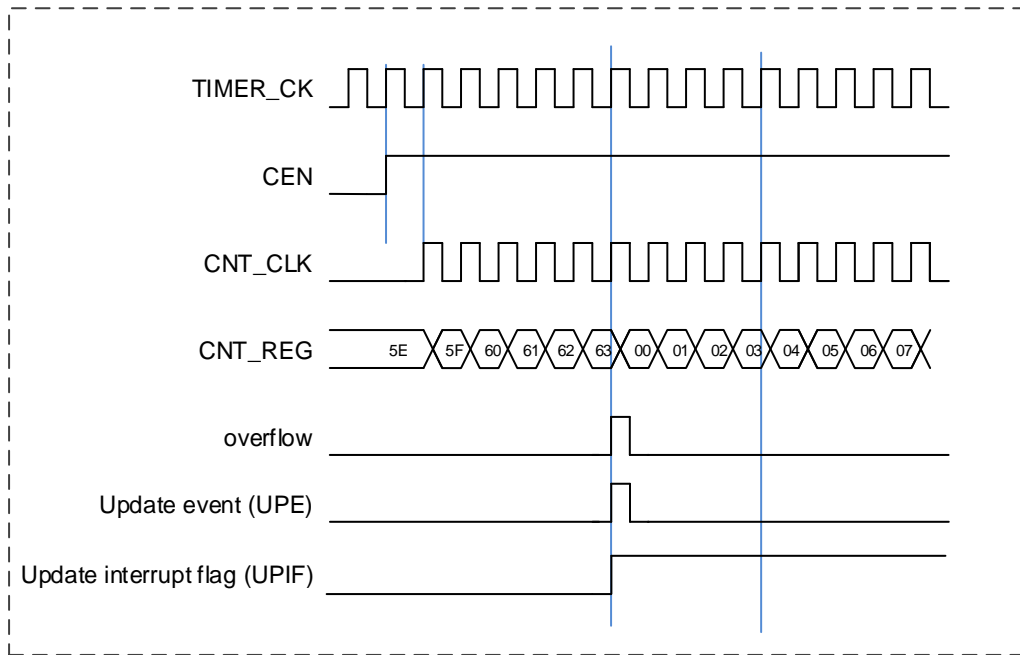 TIMER_CK
CEN
CNT_CLK
CNT_REG 5E 5F 60 61 62 63 00 01 02 03 04 05 06 07
overflow
Update event (UPE)
Update interrupt flag (UPIF)